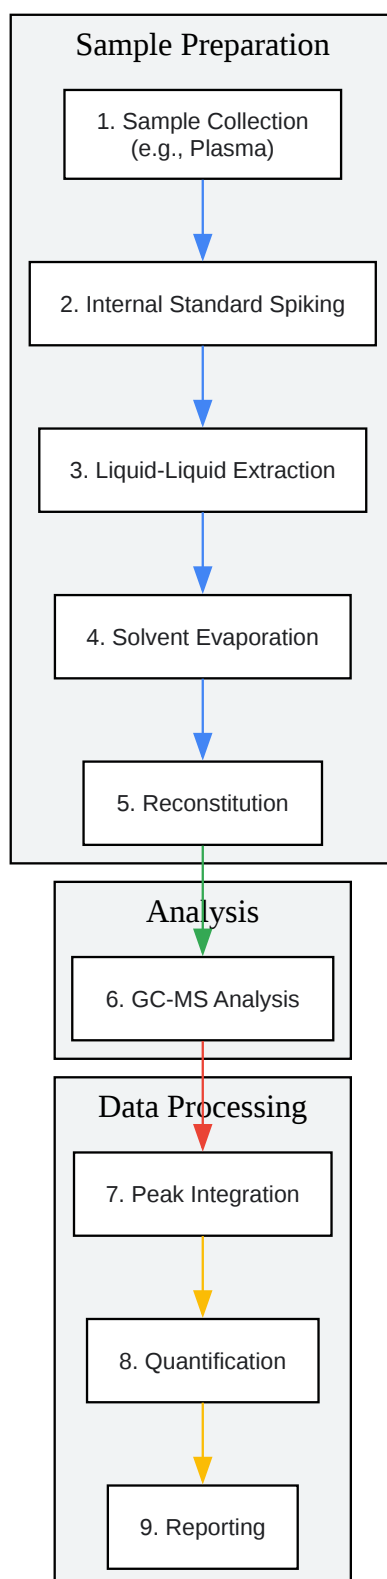 Sample Preparation
1. Sample Collection
(e.g., Plasma)
2. Internal Standard Spiking
3. Liquid-Liquid Extraction
4. Solvent Evaporation
5. Reconstitution
Analysis
6. GC-MS Analysis
Data Processing
7. Peak Integration
8. Quantification
9. Reporting